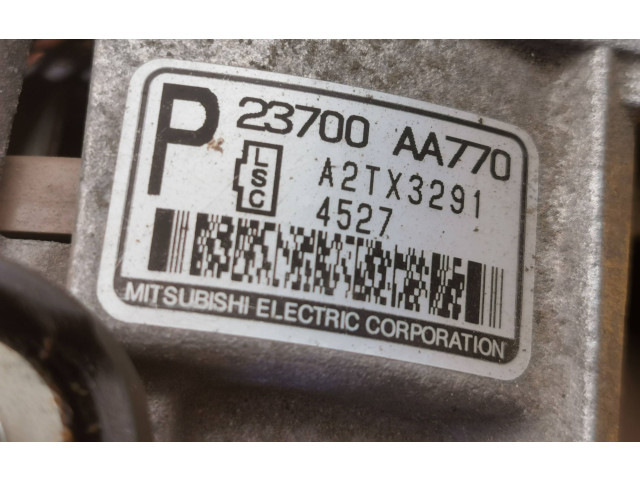 P 23700 AA770
LSC A2TX3291
4527
MITSUBISHI ELECTRIC CORPORATION